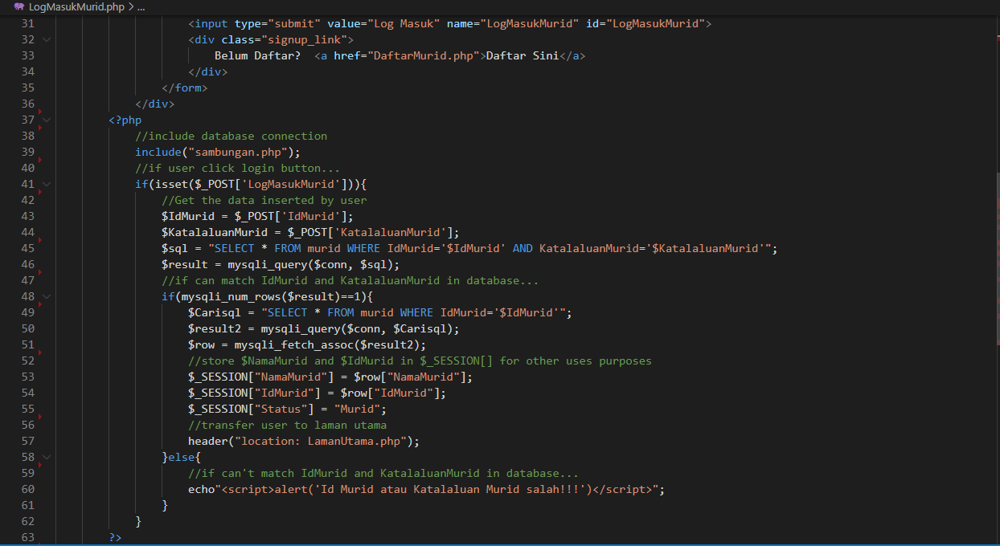 LogMasukMurid.php > ...
31 <input type="submit" value="Log Masuk" name="LogMasukMurid" id="LogMasukMurid">
32 <div class="signup_link">
33 Belum Daftar?  <a href="DaftarMurid.php">Daftar Sini</a>
34 </div>
35 </form>
36 </div>
37 <?php
38 //include database connection
39 include("sambungan.php");
40 //if user click login button...
41 if(isset($_POST['LogMasukMurid'])){
42 //Get the data inserted by user
43 $IdMurid = $_POST['IdMurid'];
44 $KatalaluanMurid = $_POST['KatalaluanMurid'];
45 $sql = "SELECT * FROM murid WHERE IdMurid='$IdMurid' AND KatalaluanMurid='$KatalaluanMurid'";
46 $result = mysqli_query($conn, $sql);
47 //if can match IdMurid and KatalaluanMurid in database...
48 if(mysqli_num_rows($result)==1){
49 $Carisql = "SELECT * FROM murid WHERE IdMurid='$IdMurid'";
50 $result2 = mysqli_query($conn, $Carisql);
51 $row = mysqli_fetch_assoc($result2);
52 //store $NamaMurid and $IdMurid in $_SESSION[] for other uses purposes
53 $_SESSION["NamaMurid"] = $row["NamaMurid"];
54 $_SESSION["IdMurid"] = $row["IdMurid"];
55 $_SESSION["Status"] = "Murid";
56 //transfer user to laman utama
57 header("location: LamanUtama.php");
58 }else{
59 //if can't match IdMurid and KatalaluanMurid in database...
60 echo"<script>alert('Id Murid atau Katalaluan Murid salah!!!')</script>";
61 }
62 }
63 ?>